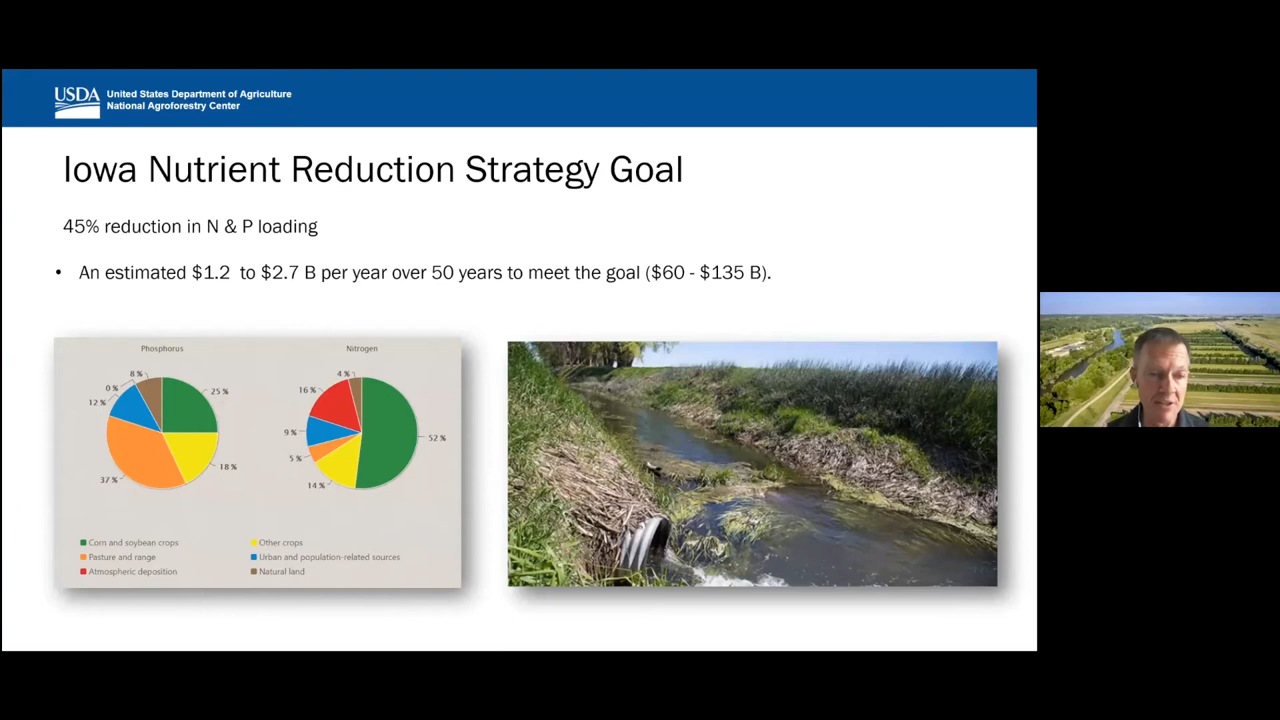 USDA
United States Department of Agriculture
National Agroforestry Center
Iowa Nutrient Reduction Strategy Goal
45% reduction in N & P loading
• An estimated $1.2 to $2.7 B per year over 50 years to meet the goal ($60 - $135 B).
Phosphorus
8 %
0 %
25 %
12 %
18 %
37 %
Nitrogen
4 %
16 %
9 %
52 %
5 %
14 %
Corn and soybean crops
Other crops
Pasture and range
Urban and population-related sources
Atmospheric deposition
Natural land